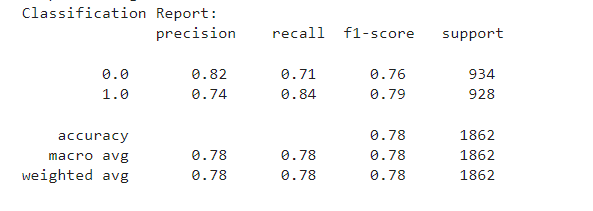 Classification Report:
precision recall f1-score support
0.0 0.82 0.71 0.76 934
1.0 0.74 0.84 0.79 928
accuracy 0.78 1862
macro avg 0.78 0.78 0.78 1862
weighted avg 0.78 0.78 0.78 1862